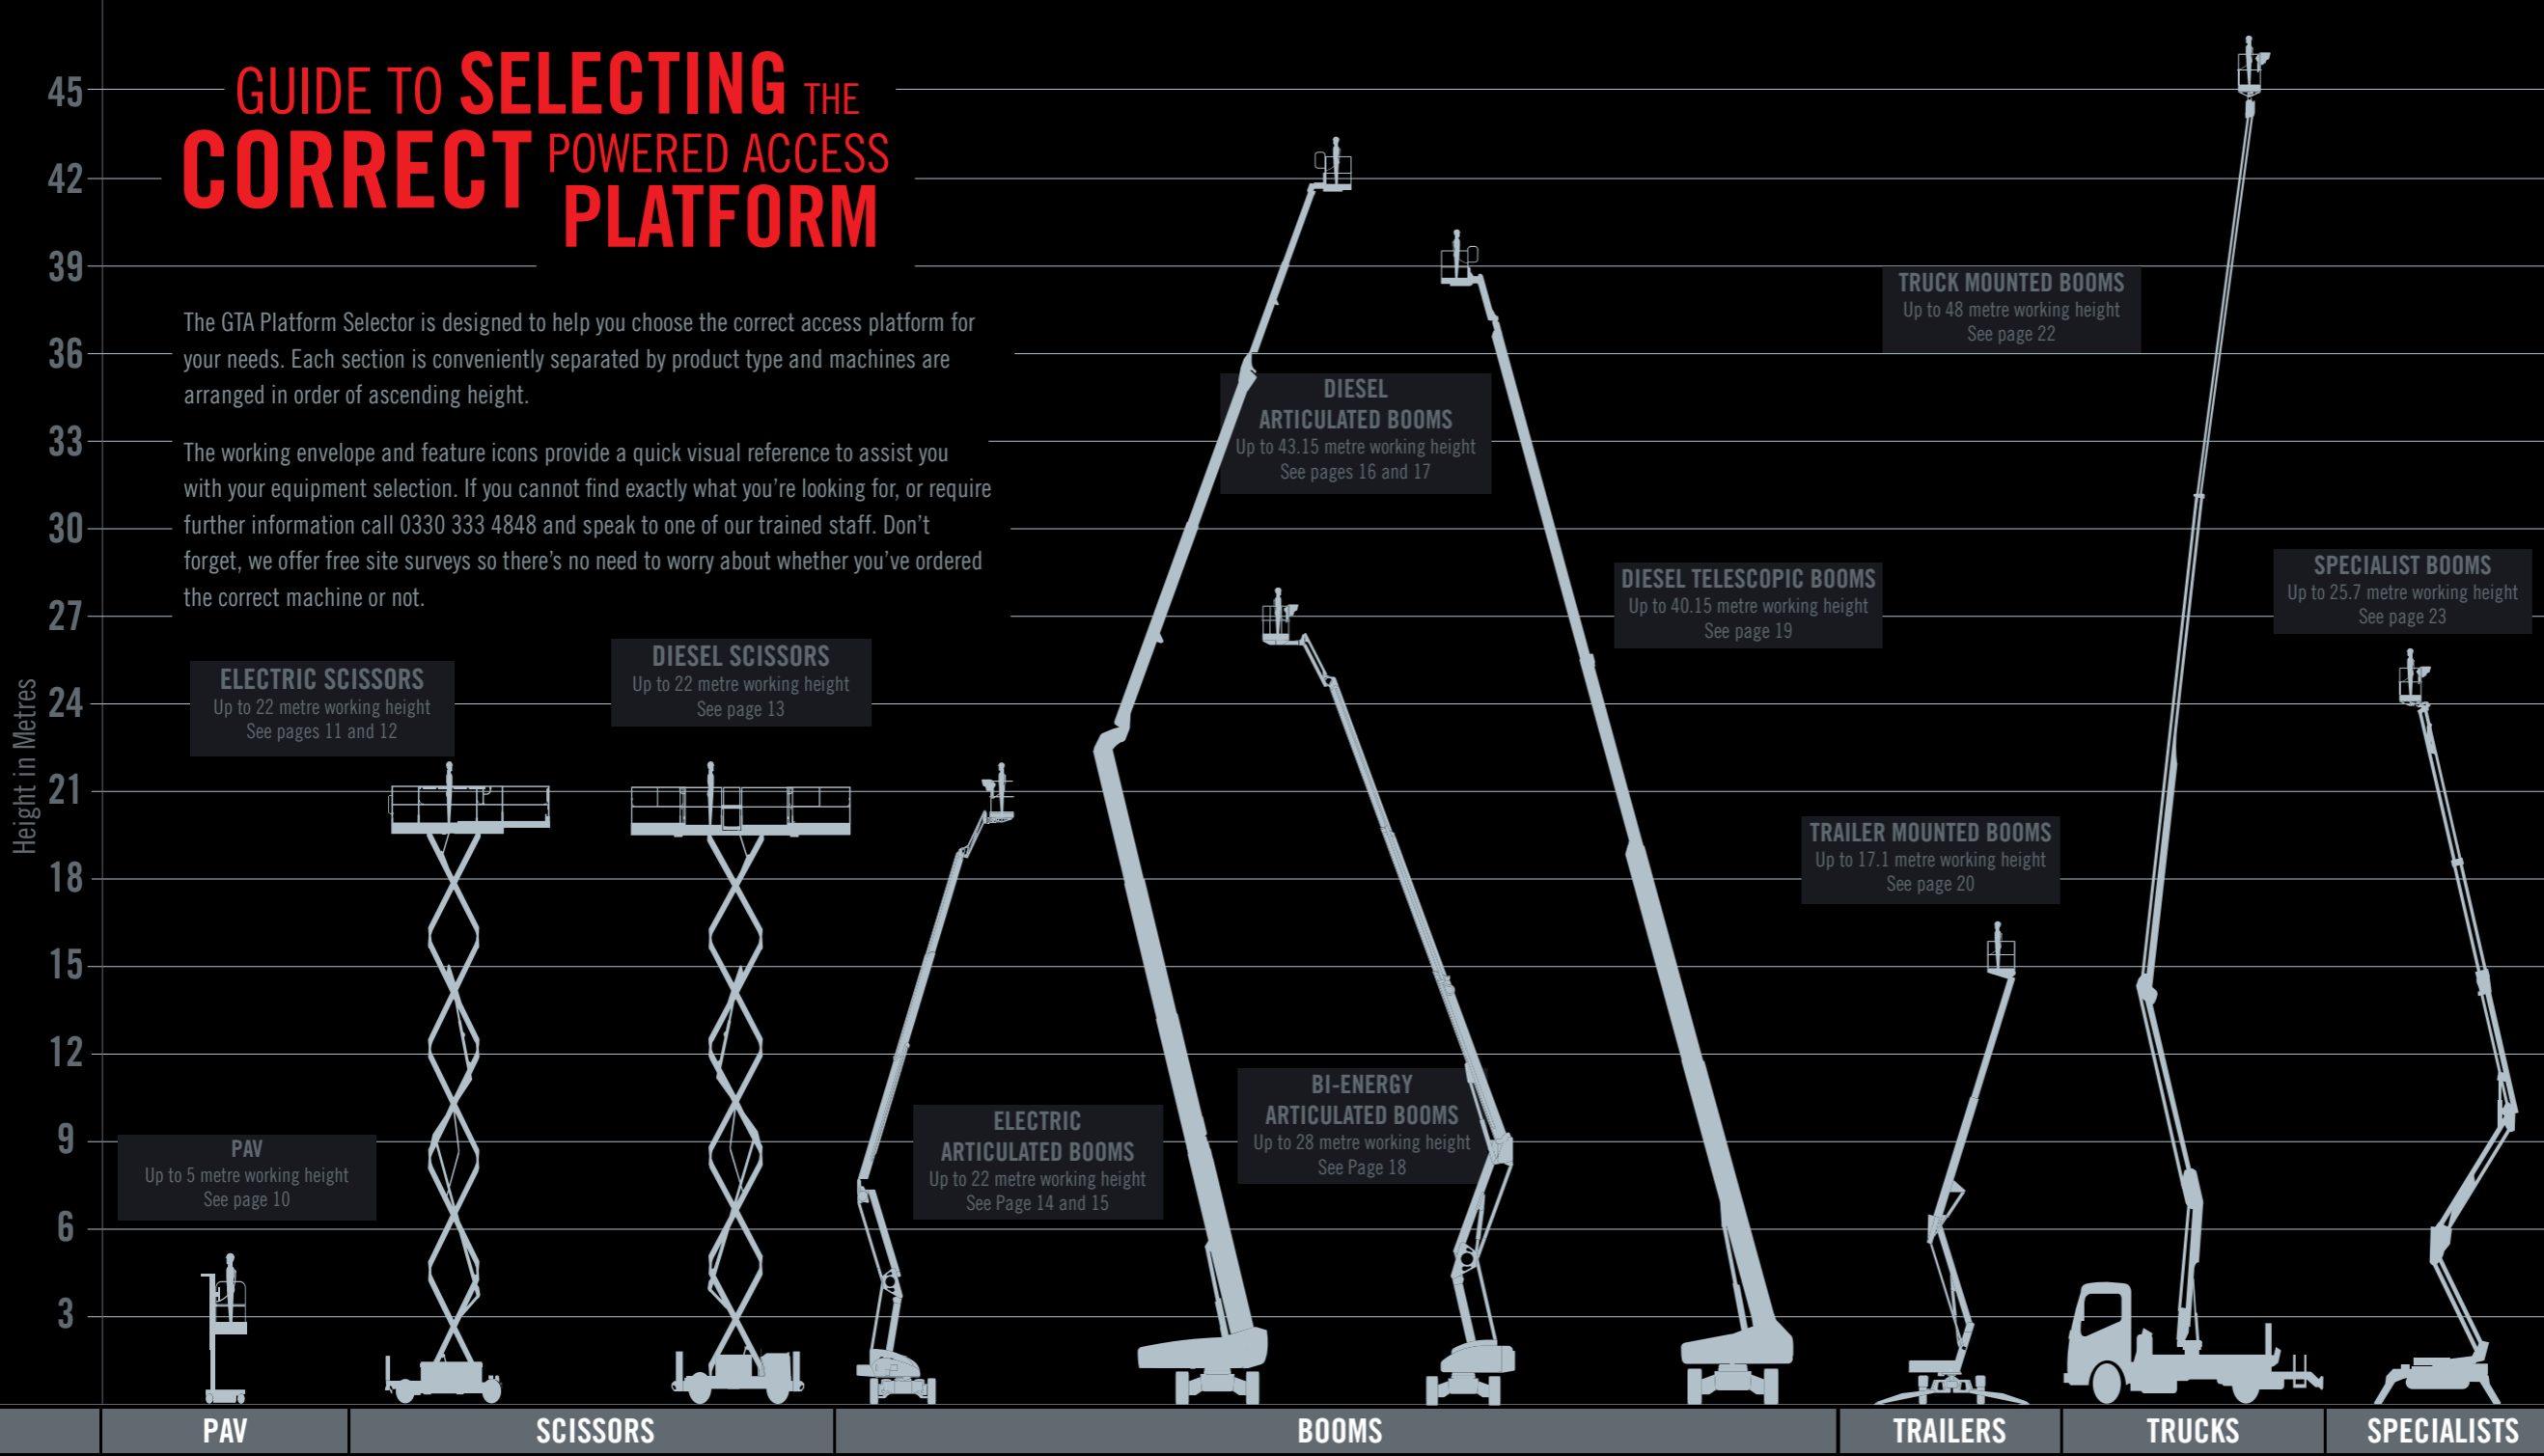 GUIDE TO SELECTING THE
CORRECT POWERED ACCESS
PLATFORM
The GTA Platform Selector is designed to help you choose the correct access platform for
your needs. Each section is conveniently separated by product type and machines are
arranged in order of ascending height.
The working envelope and feature icons provide a quick visual reference to assist you
with your equipment selection. If you cannot find exactly what you're looking for, or require
further information call 0330 333 4848 and speak to one of our trained staff. Don't
forget, we offer free site surveys so there's no need to worry about whether you've ordered
the correct machine or not.
Height in Metres
45
42
39
36
33
30
27
24
21
18
15
12
9
6
3
PAV
Up to 5 metre working height
See page 10
ELECTRIC SCISSORS
Up to 22 metre working height
See pages 11 and 12
DIESEL SCISSORS
Up to 22 metre working height
See page 13
ELECTRIC
ARTICULATED BOOMS
Up to 22 metre working height
See Page 14 and 15
DIESEL
ARTICULATED BOOMS
Up to 43.15 metre working height
See pages 16 and 17
BI-ENERGY
ARTICULATED BOOMS
Up to 28 metre working height
See Page 18
DIESEL TELESCOPIC BOOMS
Up to 40.15 metre working height
See page 19
TRAILER MOUNTED BOOMS
Up to 17.1 metre working height
See page 20
TRUCK MOUNTED BOOMS
Up to 48 metre working height
See page 22
SPECIALIST BOOMS
Up to 25.7 metre working height
See page 23
PAV
SCISSORS
BOOMS
TRAILERS
TRUCKS
SPECIALISTS